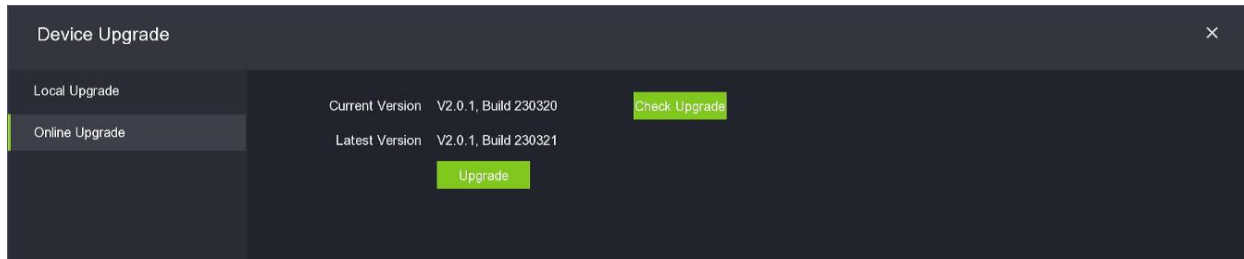 Device Upgrade
Local Upgrade
Online Upgrade
Current Version V2.0.1, Build 230320 Check Upgrade
Latest Version V2.0.1, Build 230321
Upgrade